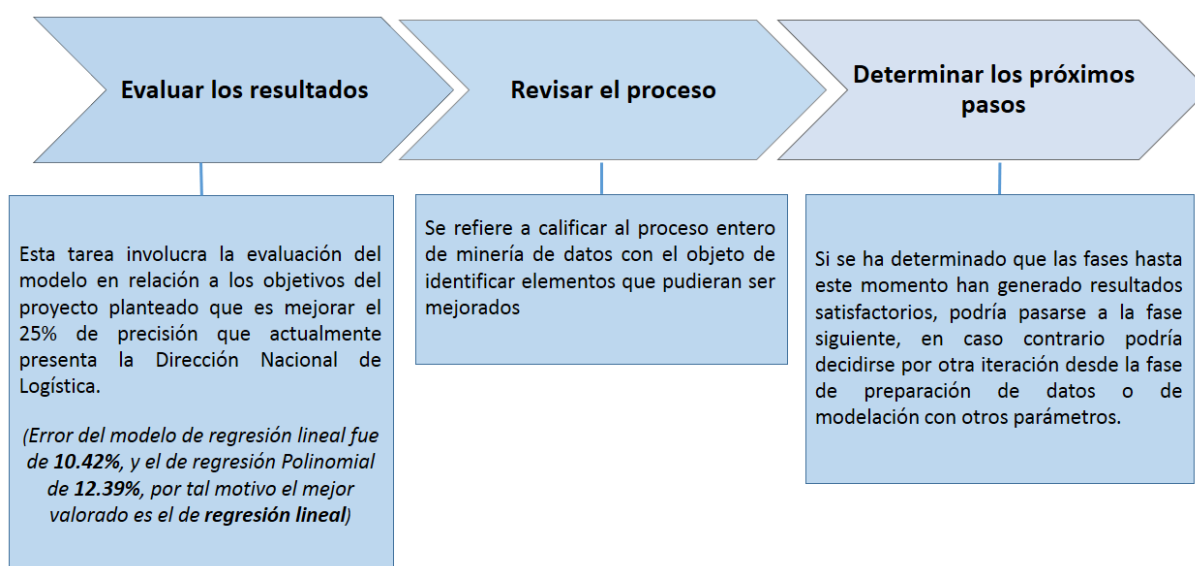 Evaluar los resultados
Revisar el proceso
Determinar los próximos
pasos
Esta tarea involucra la evaluación del
modelo en relación a los objetivos del
proyecto planteado que es mejorar el
25% de precisión que actualmente
presenta la Dirección Nacional de
Logística.
(Error del modelo de regresión lineal fue
de 10.42%, y el de regresión Polinomial
de 12.39%, por tal motivo el mejor
valorado es el de regresión lineal)
Se refiere a calificar al proceso entero
de minería de datos con el objeto de
identificar elementos que pudieran ser
mejorados
Si se ha determinado que las fases hasta
este momento han generado resultados
satisfactorios, podría pasarse a la fase
siguiente, en caso contrario podría
decidirse por otra iteración desde la fase
de preparación de datos o de
modelación con otros parámetros.